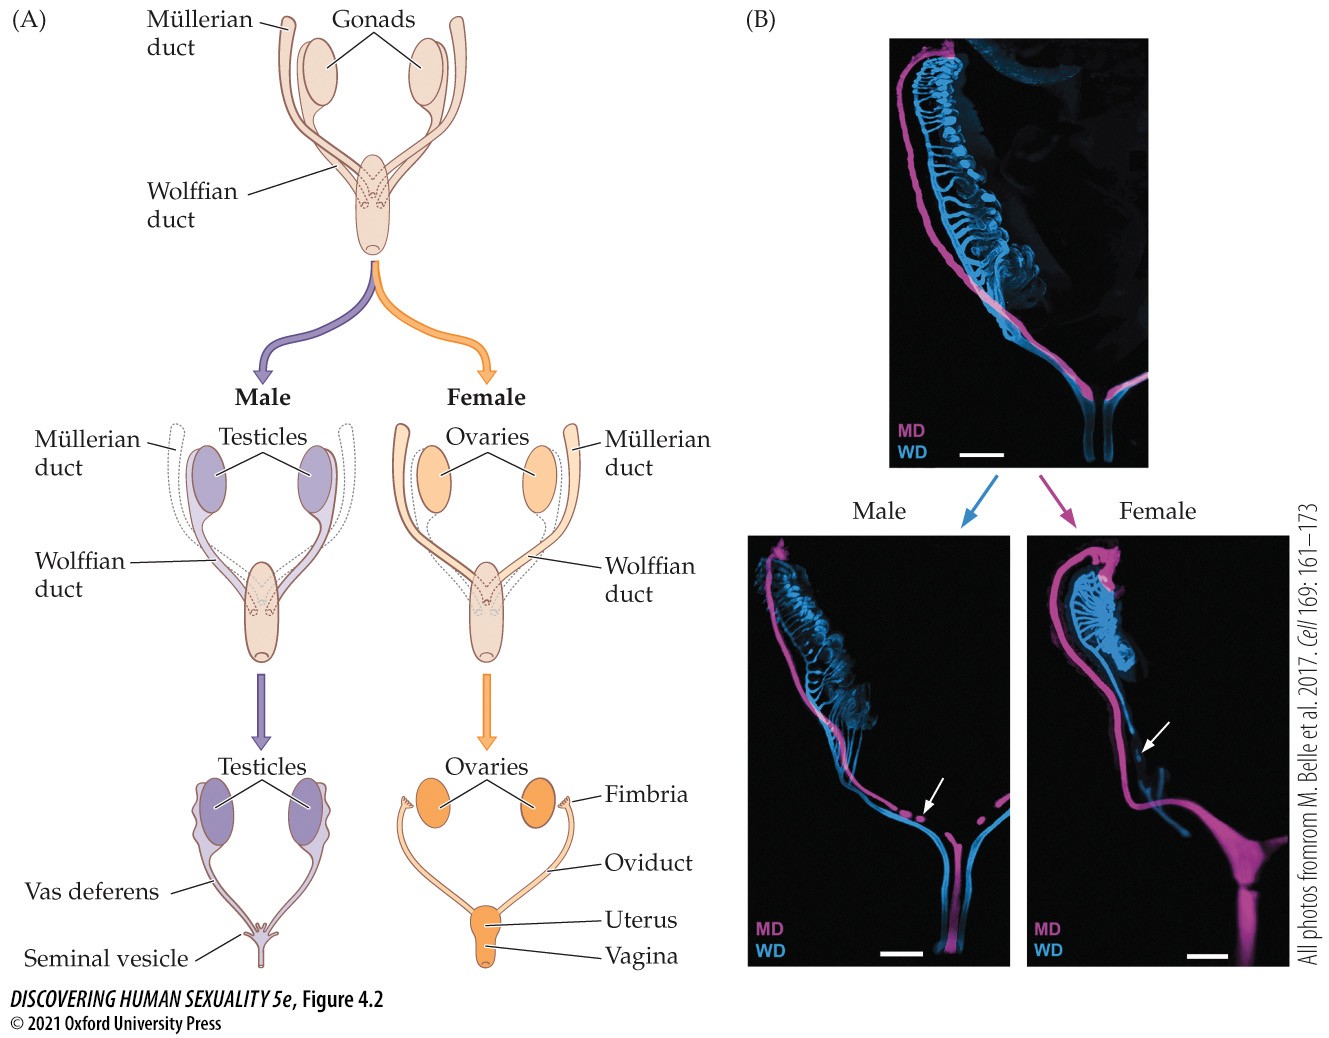 (A)
Müllerian
duct
Gonads
Wolffian
duct
Male
Female
Müllerian
duct
Testicles
Ovaries
Müllerian
duct
Wolffian
duct
Wolffian
duct
Testicles
Ovaries
Fimbria
Oviduct
Vas deferens
Uterus
Seminal vesicle
Vagina
(B)
MD
WD
Male
Female
MD
WD
MD
WD
All photos fromrom M. Belle et al. 2017. Cell 169: 161–173
DISCOVERING HUMAN SEXUALITY 5e, Figure 4.2
© 2021 Oxford University Press